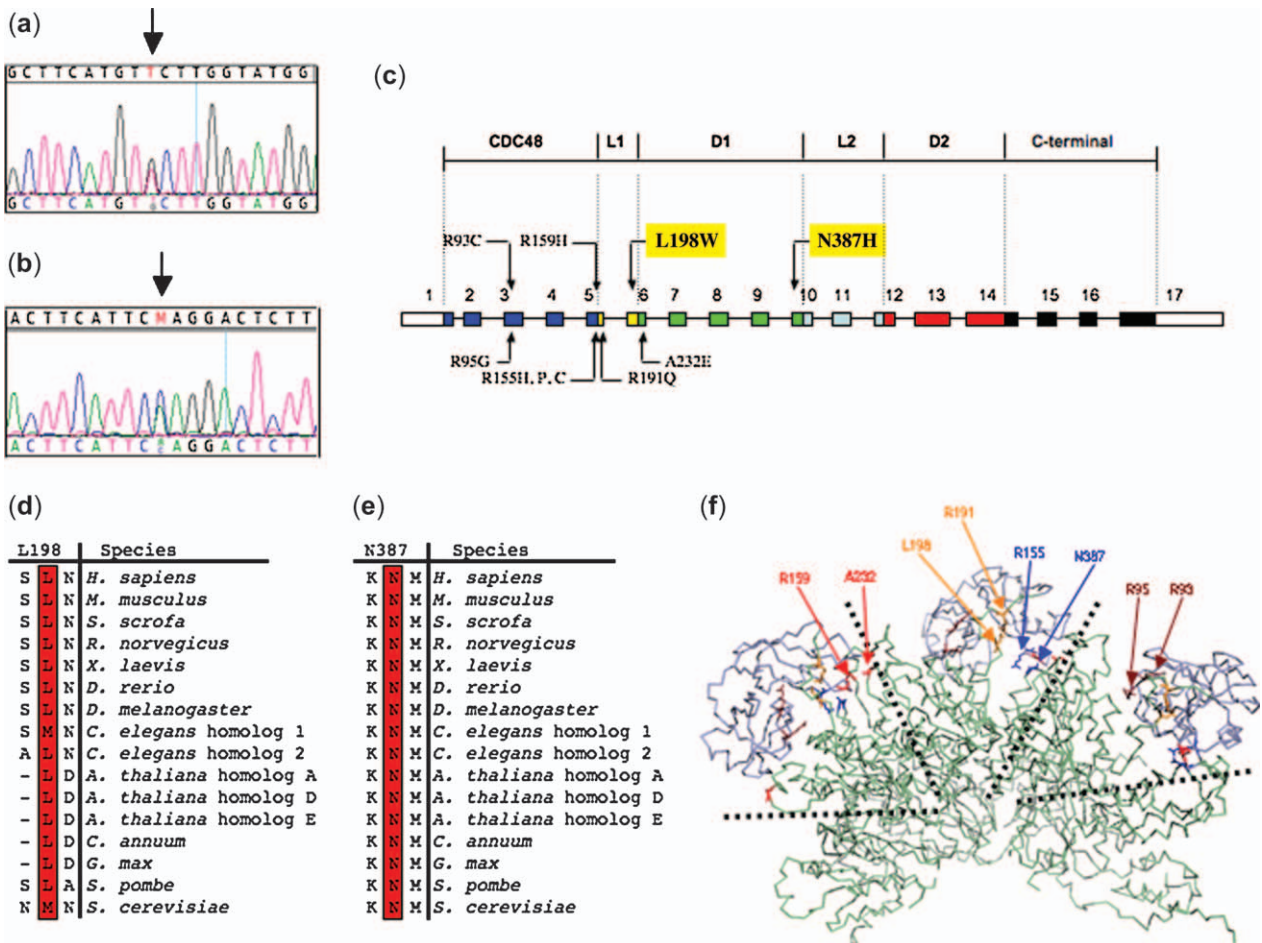 (a)
G C T T C A T G T T C T T G G T A T G G
G C T T C A T G T C T T G G T A T G G
(b)
A C T T C A T T C M A G G A C T C T T
A C T T C A T T C A C A G G A C T C T T
(c)
CDC48 L1 D1 L2 D2 C-terminal
R93C R159H L198W N387H
1 2 3 4 5 6 7 8 9 10 11 12 13 14 15 16 17
R95G A232E
R155H, P, C R191Q
(d)
L198 Species
S L N H. sapiens
S L N M. musculus
S L N S. scrofa
S L N R. norvegicus
S L N X. laevis
S L N D. rerio
S L N D. melanogaster
S M N C. elegans homolog 1
A L N C. elegans homolog 2
- L D A. thaliana homolog A
- L D A. thaliana homolog D
- L D A. thaliana homolog E
- L D C. annuum
- L D G. max
S L A S. pombe
N M N S. cerevisiae
(e)
N387 Species
K N M H. sapiens
K N M M. musculus
K N M S. scrofa
K N M R. norvegicus
K N M X. laevis
K N M D. rerio
K N M D. melanogaster
K N M C. elegans homolog 1
K N M C. elegans homolog 2
K N M A. thaliana homolog A
K N M A. thaliana homolog D
K N M A. thaliana homolog E
K N M C. annuum
K N M G. max
K N M S. pombe
K N M S. cerevisiae
(f)
R191
L198 R155 N387
R159 A232 R95 R93